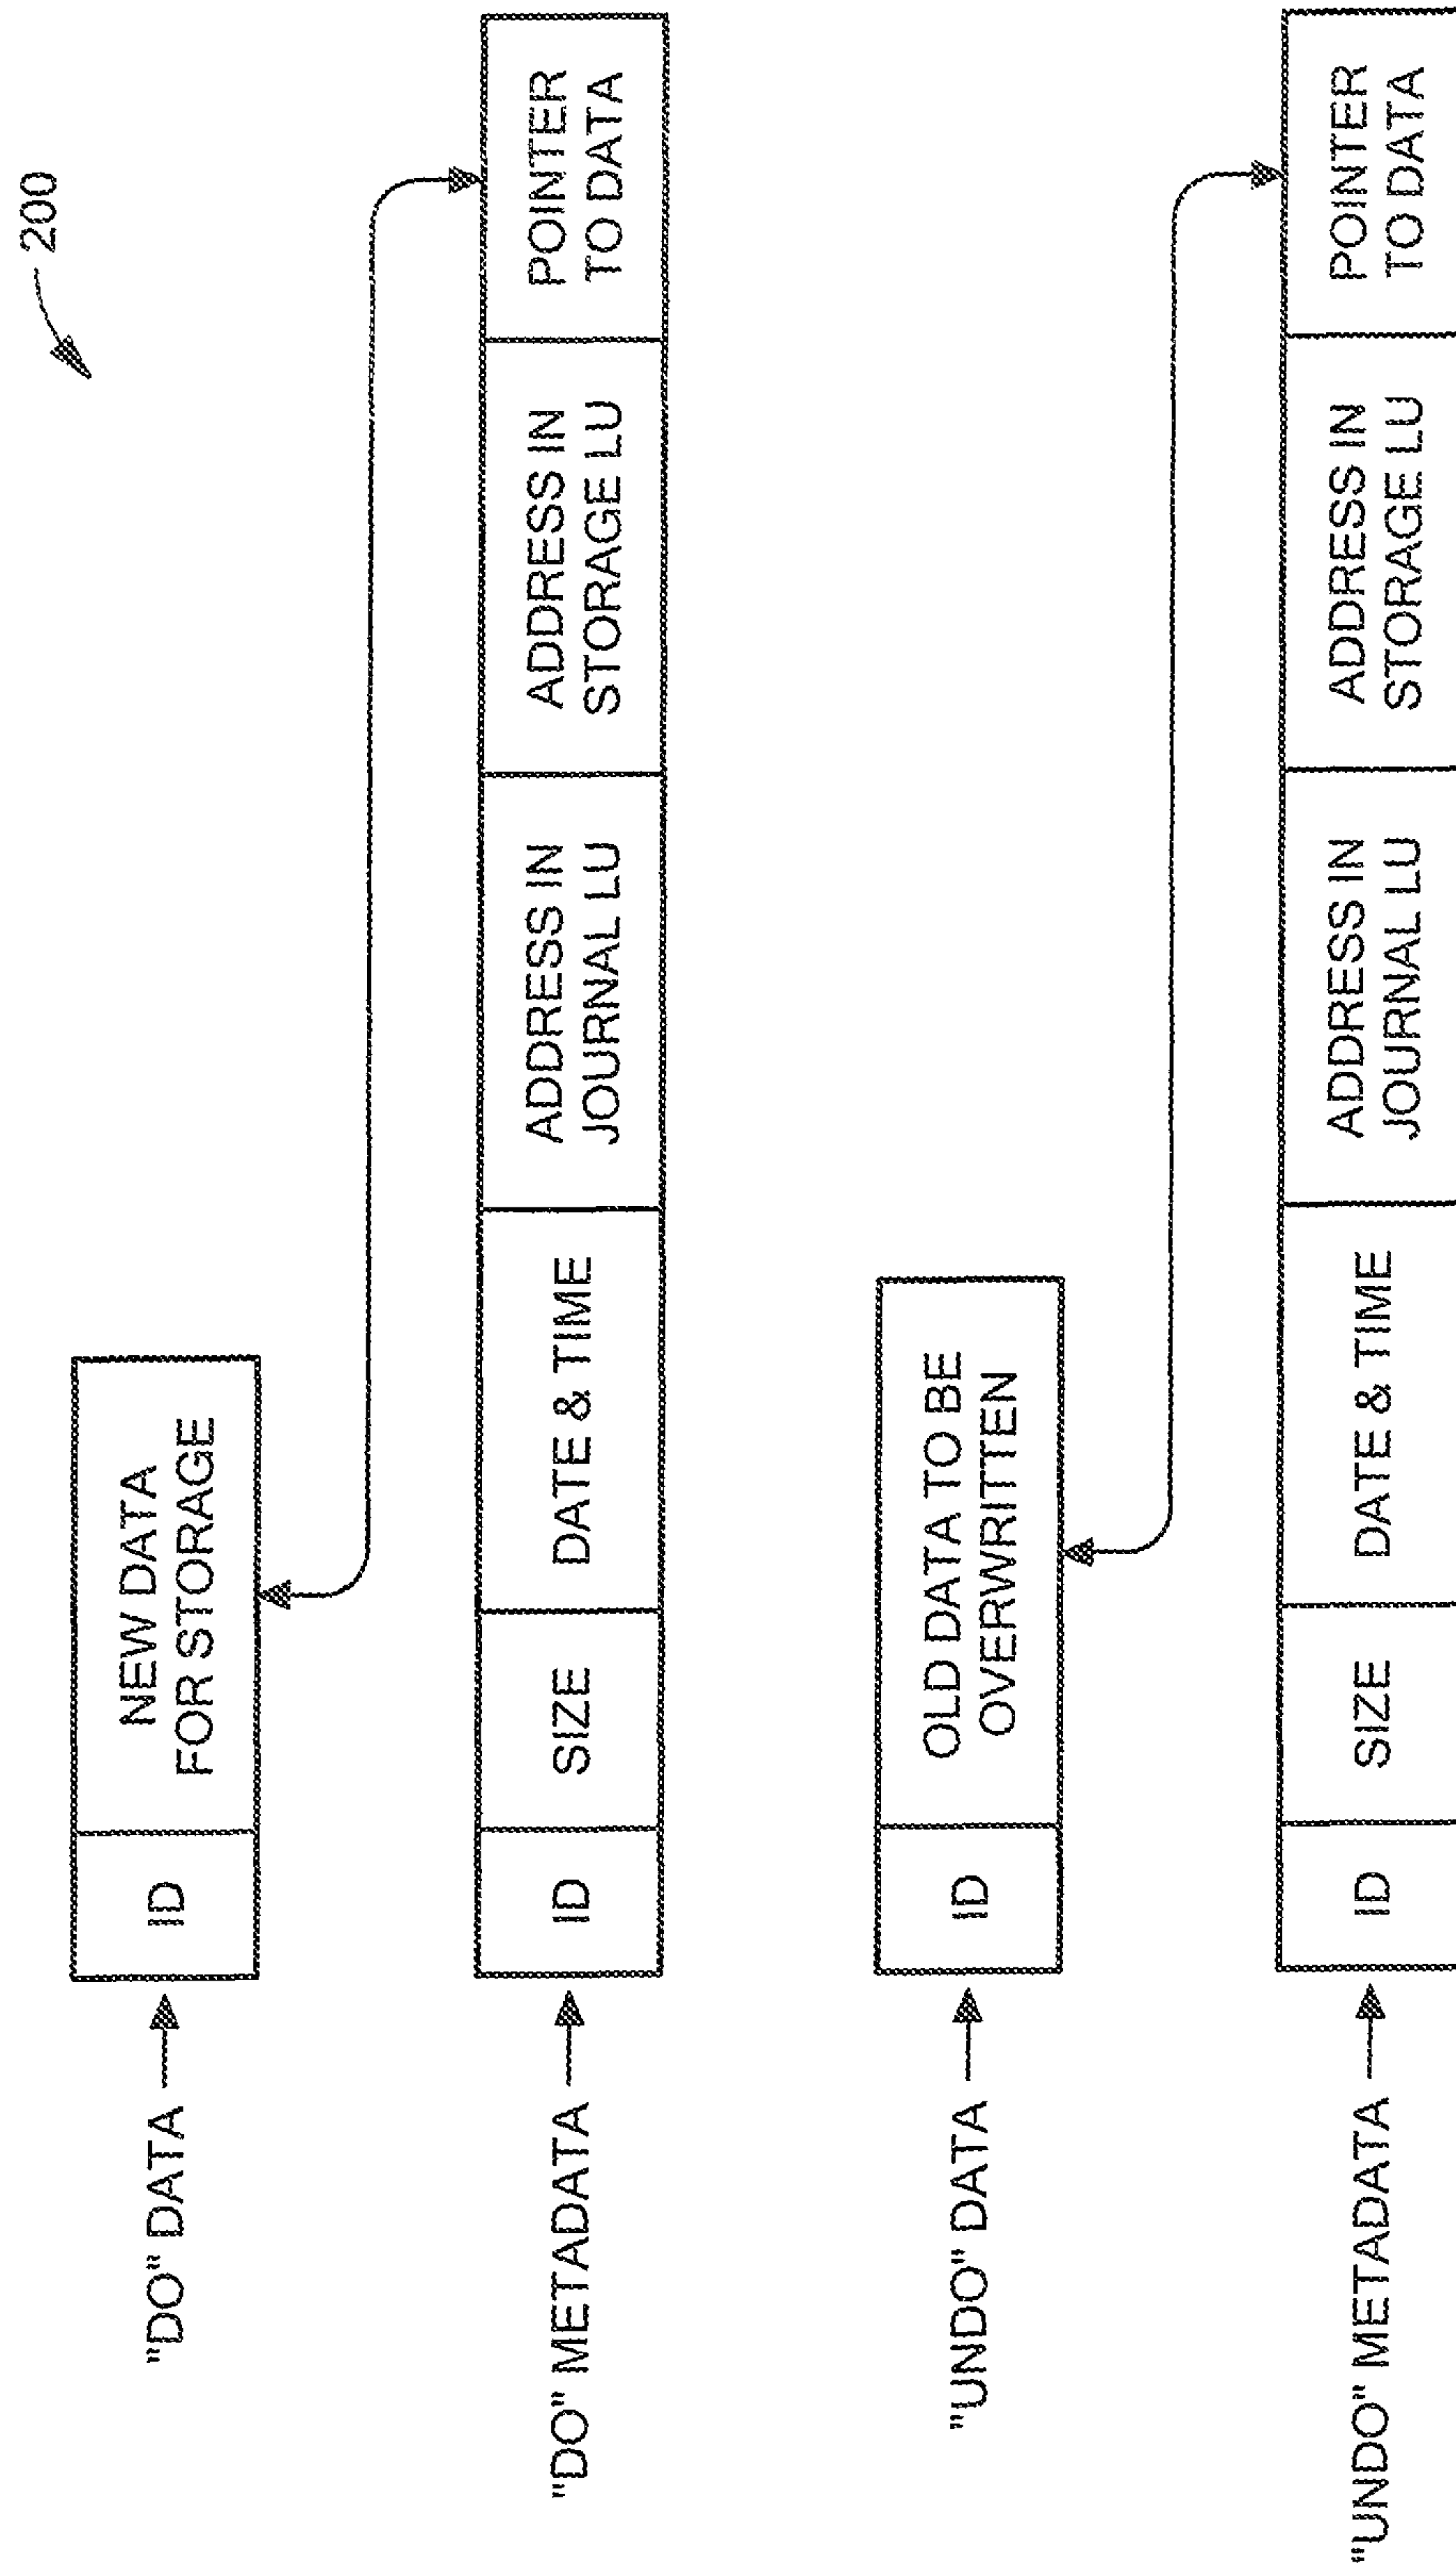 200
"DO" DATA
ID
NEW DATA
FOR STORAGE
"DO" METADATA
ID
SIZE
DATE & TIME
ADDRESS IN
JOURNAL LU
ADDRESS IN
STORAGE LU
POINTER
TO DATA
"UNDO" DATA
ID
OLD DATA TO BE
OVERWRITTEN
"UNDO" METADATA
ID
SIZE
DATE & TIME
ADDRESS IN
JOURNAL LU
ADDRESS IN
STORAGE LU
POINTER
TO DATA